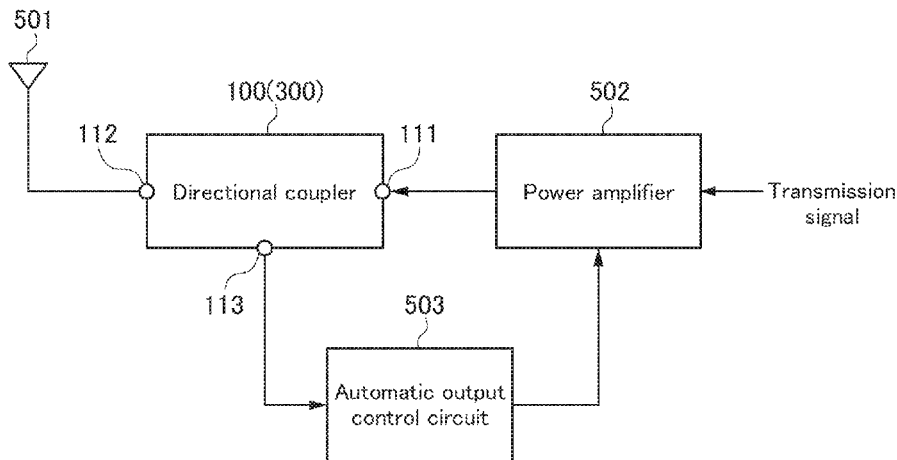 501
100(300)
502
112
111
Directional coupler
Power amplifier
Transmission
signal
113
503
Automatic output
control circuit